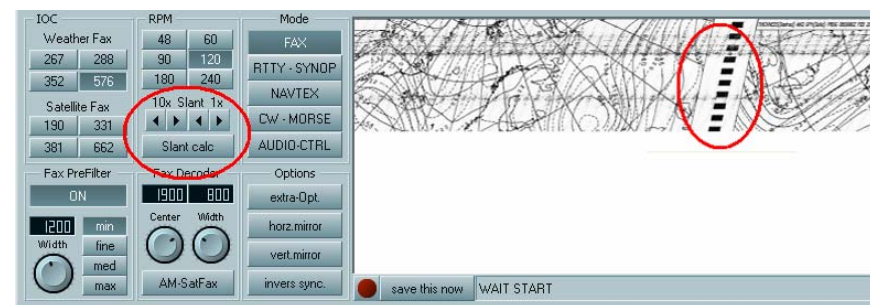 IOC
Weather Fax
267 288
352 576
Satellite Fax
190 331
381 662
RPM
48 60
90 120
180 240
10x Slant 1x
Slant calc
Mode
FAX
RTTY - SYNOP
NAVTEX
CW - MORSE
AUDIO-CTRL
Fax PreFilter
ON
1200
Width
min
fine
med
max
Fax Decoder
1900 800
Center Width
AM-SatFax
Options
extra-Opt.
horz.mirror
vert.mirror
invers sync.
save this now WAIT START